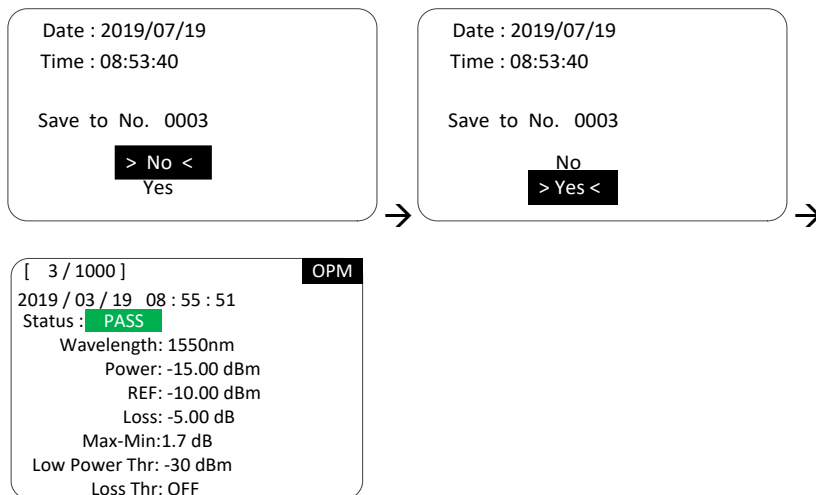 Date : 2019/07/19
Time : 08:53:40
Save to No. 0003
> No <
Yes
→
Date : 2019/07/19
Time : 08:53:40
Save to No. 0003
No
> Yes <
→
[ 3 / 1000 ] OPM
2019 / 03 / 19 08 : 55 : 51
Status : PASS
Wavelength: 1550nm
Power: -15.00 dBm
REF: -10.00 dBm
Loss: -5.00 dB
Max-Min:1.7 dB
Low Power Thr: -30 dBm
Loss Thr: OFF